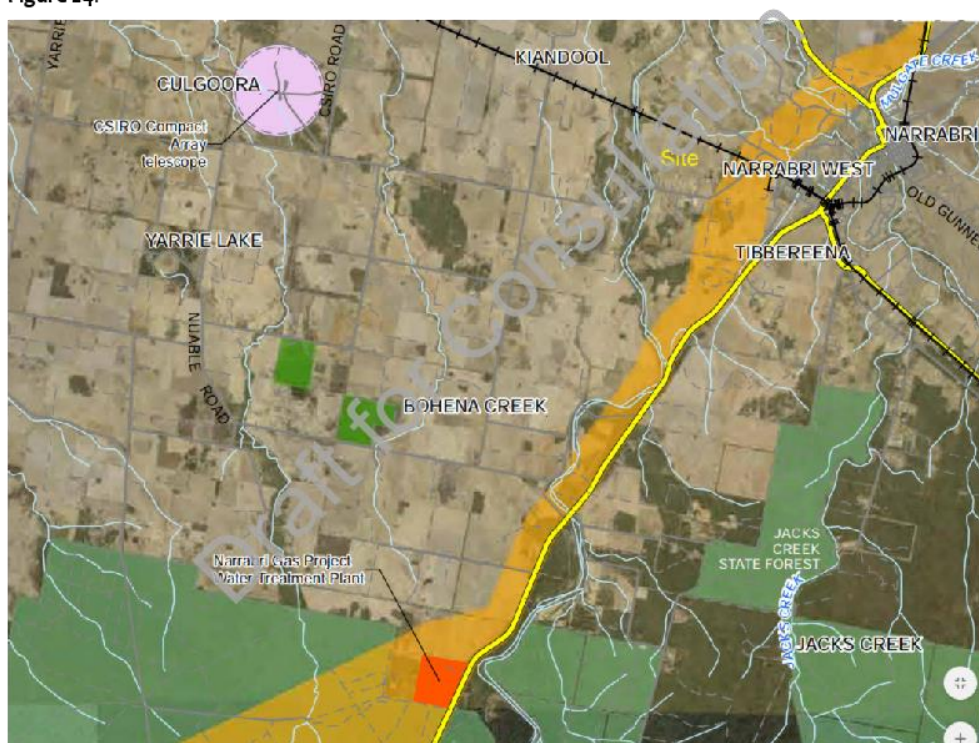 YARRIE
CULGOORA
CSIRO ROAD
KIANDOOL
MULGATE CREEK
CSIRO Compact
Array
telescope
NARRABRI
Site
NARRABRI WEST
OLD GUNNE
YARRIE LAKE
TIBBEREENA
NUABLE
ROAD
BOHENA CREEK
Draft for Consultation
JACKS
CREEK
STATE FOREST
Narrabri Gas Project
Water Treatment Plant
JACKS CREEK
JACKS CREEK